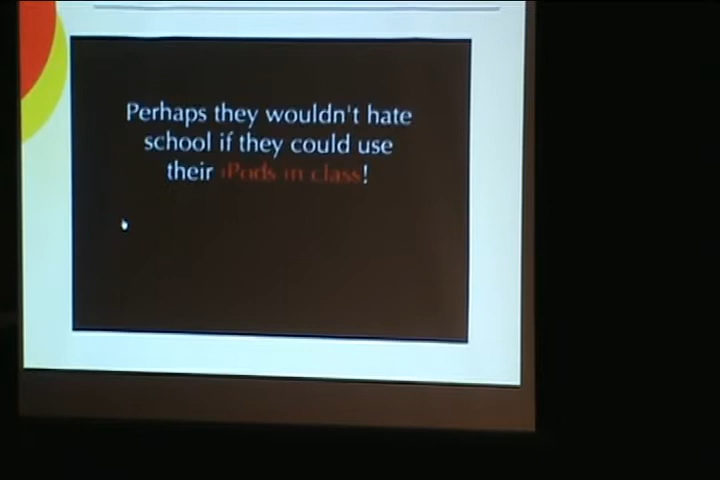 Perhaps they wouldn't hate
school if they could use
their iPods in class!